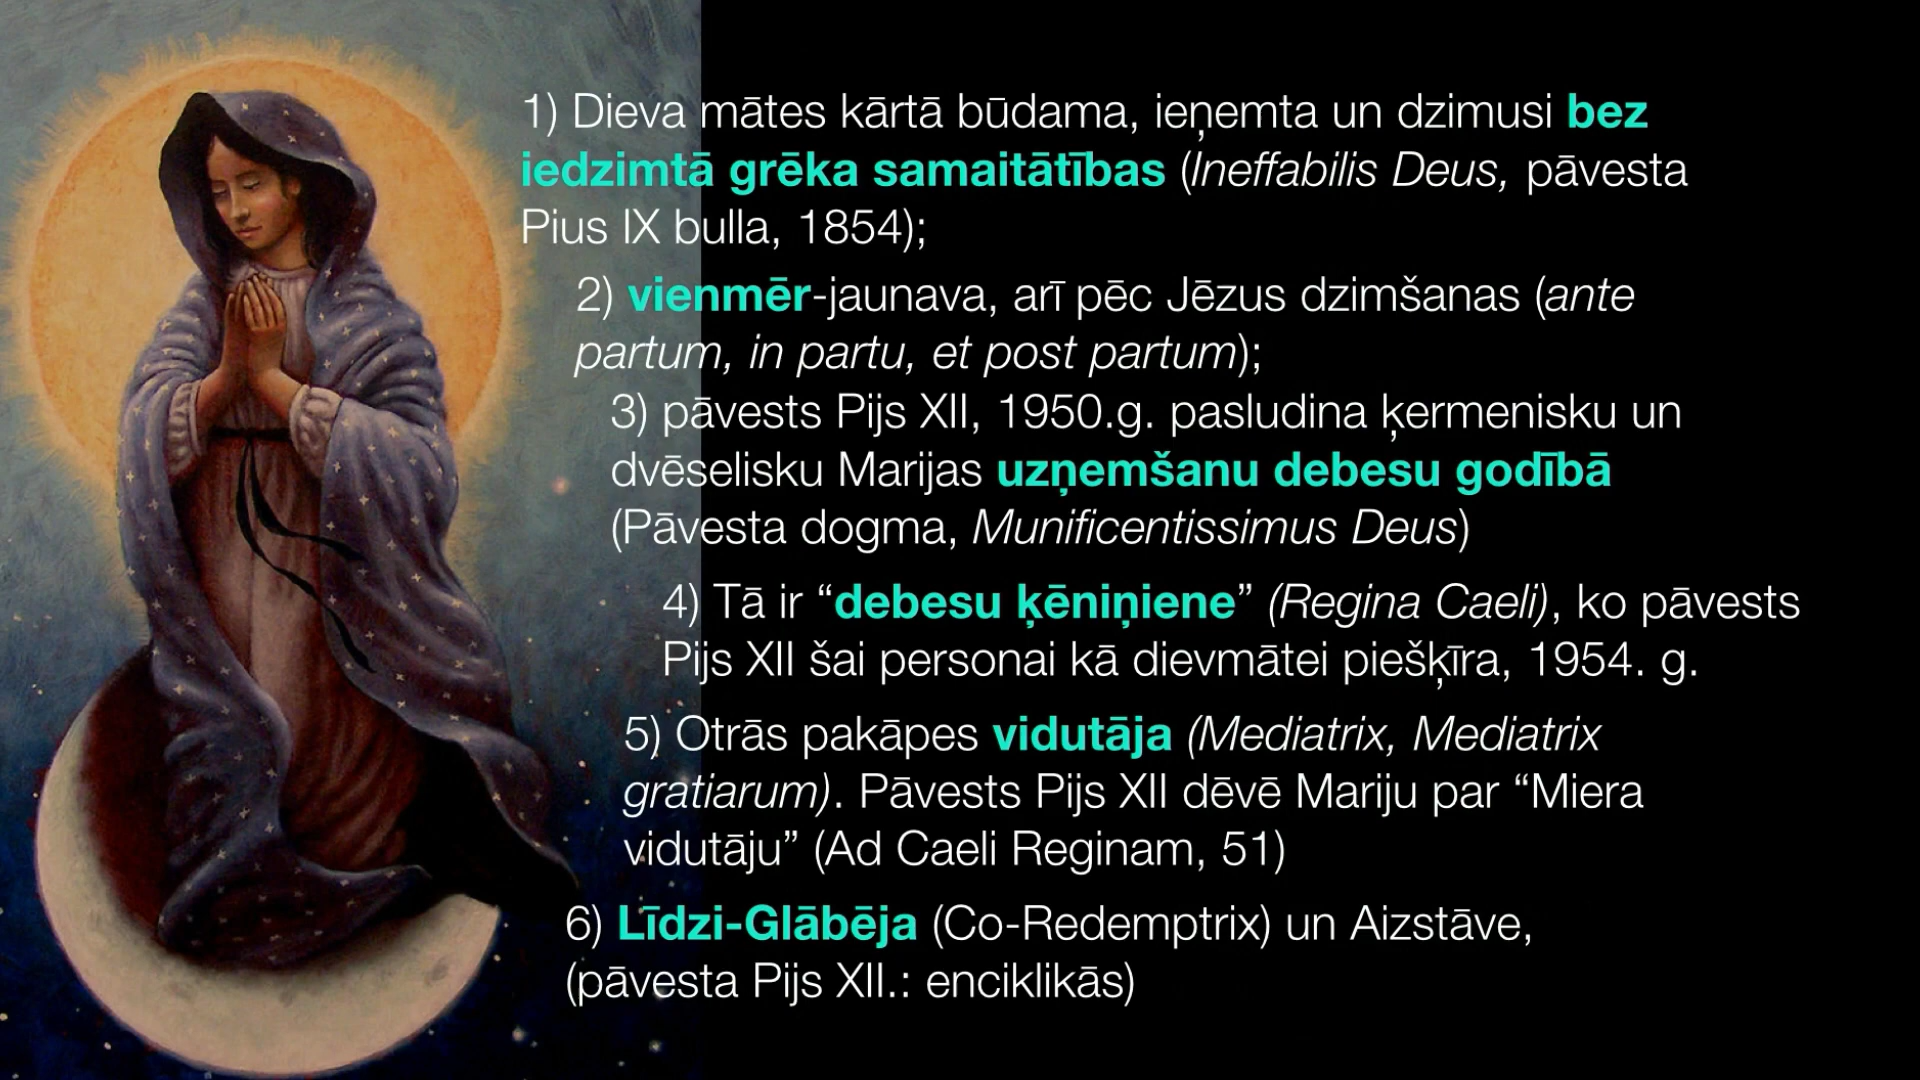 1) Dieva mātes kārtā būdama, ieņemta un dzimusi bez
iedzimtā grēka samaitātības (Ineffabilis Deus, pāvesta
Pius IX bulla, 1854);
2) vienmēr-jaunava, arī pēc Jēzus dzimšanas (ante
partum, in partu, et post partum);
3) pāvests Pijs XII, 1950.g. pasludina ķermenisku un
dvēselisku Marijas uzņemšanu debesu godībā
(Pāvesta dogma, Munificentissimus Deus)
4) Tā ir “debesu ķēniņiene” (Regina Caeli), ko pāvests
Pijs XII šai personai kā dievmātei piešķīra, 1954. g.
5) Otrās pakāpes vidutāja (Mediatrix, Mediatrix
gratiarum). Pāvests Pijs XII dēvē Mariju par “Miera
vidutāju” (Ad Caeli Reginam, 51)
6) Līdzi-Glābēja (Co-Redemptrix) un Aizstāve,
(pāvesta Pijs XII.: enciklikās)